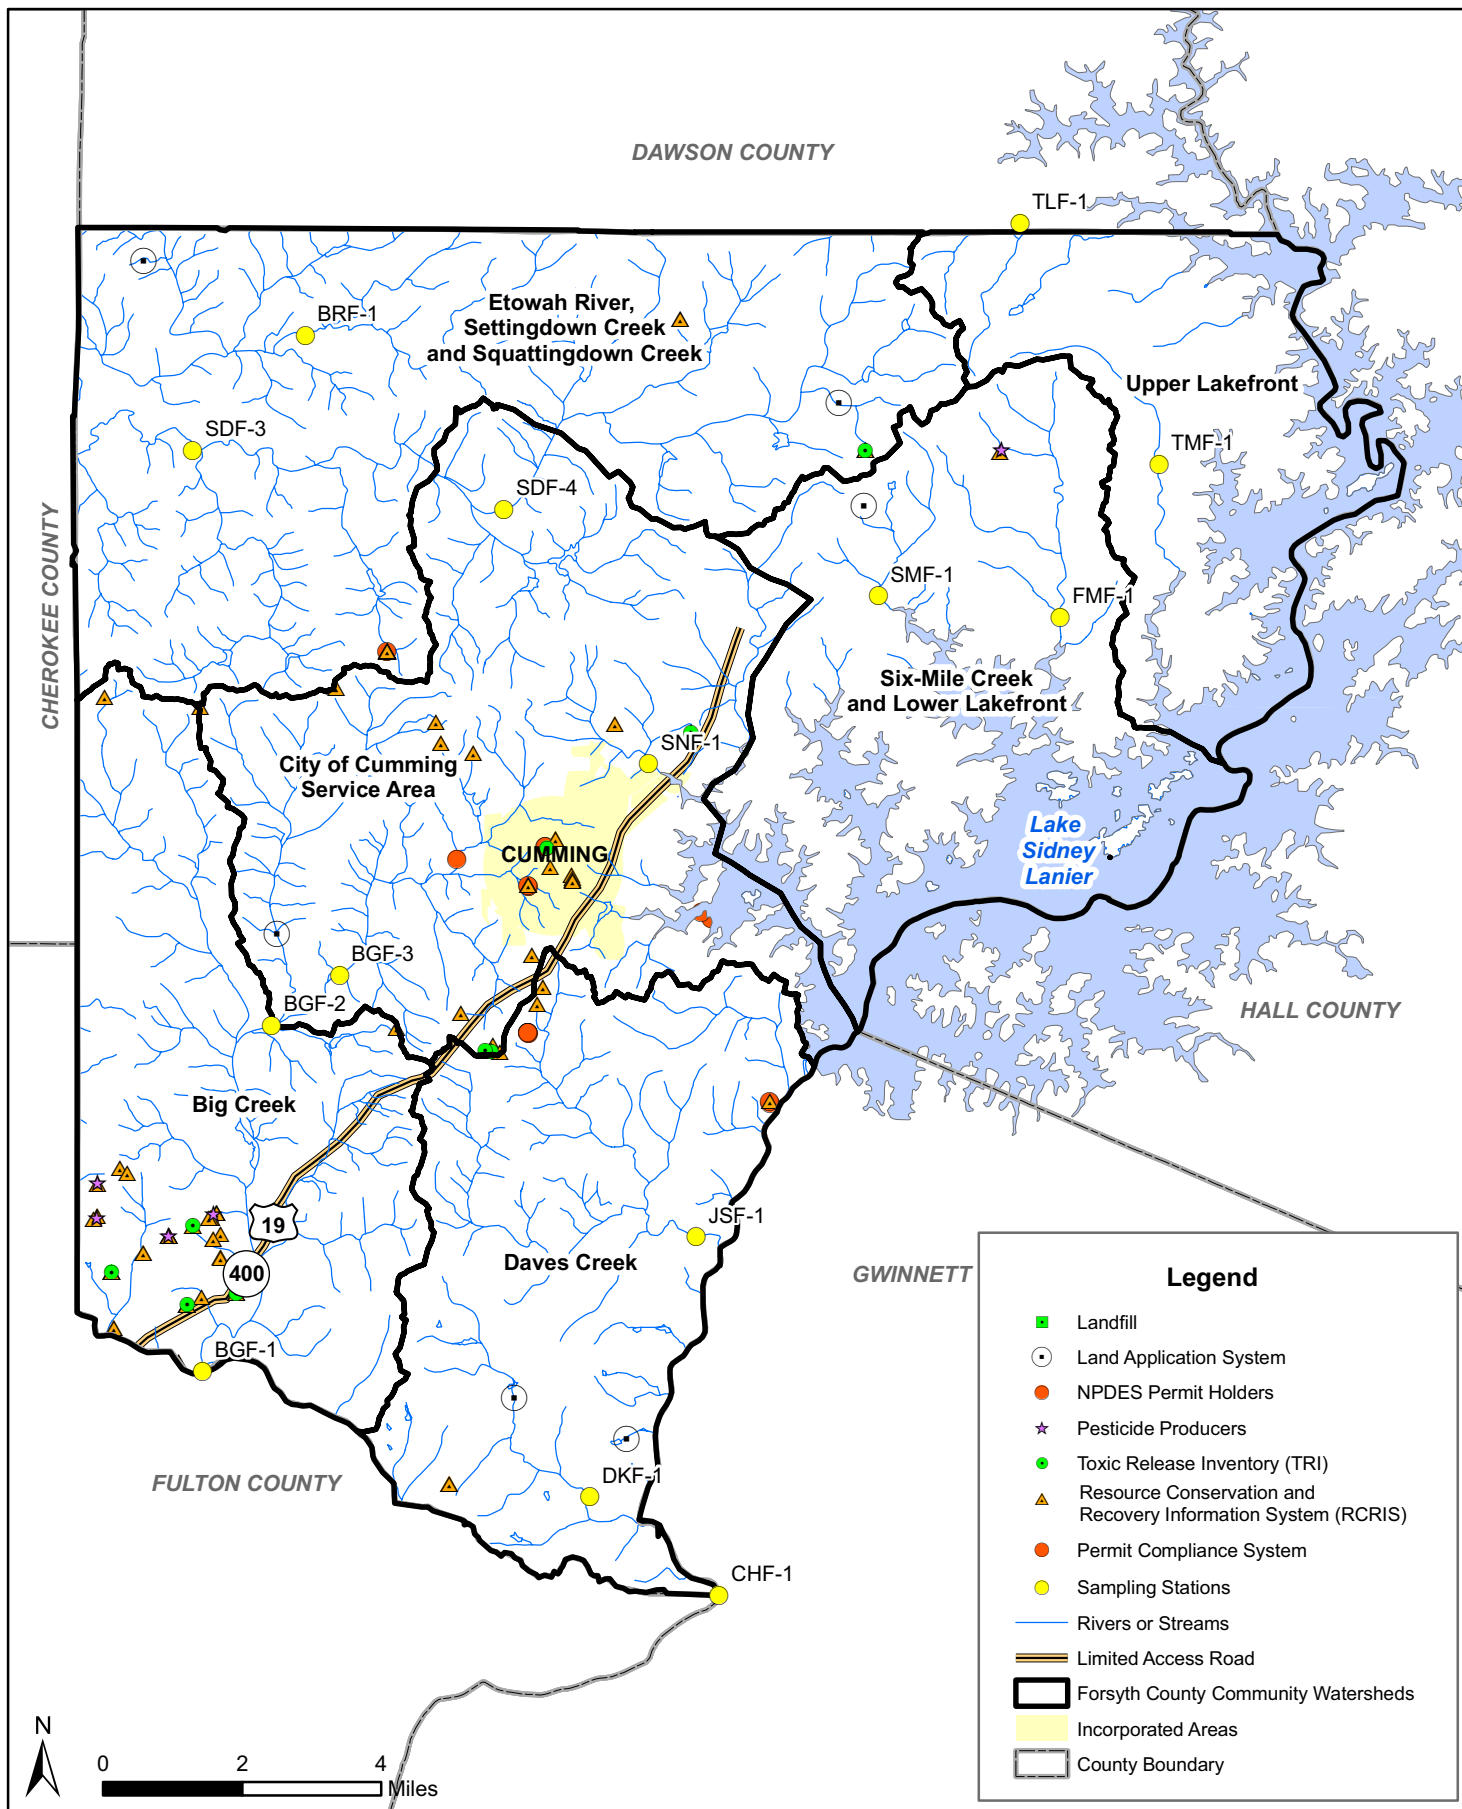 DAWSON COUNTY
TLF-1
BRF-1
Etowah River,
Settingdown Creek
and Squattingdown Creek
Upper Lakefront
SDF-3
TMF-1
SDF-4
CHEROKEE COUNTY
SMF-1
FMF-1
Six-Mile Creek
and Lower Lakefront
SNF-1
City of Cumming
Service Area
Lake
Sidney
Lanier
CUMMING
BGF-3
BGF-2
HALL COUNTY
Big Creek
JSF-1
19
Daves Creek
400
GWINNETT
BGF-1
FULTON COUNTY
DKF-1
CHF-1
Legend
Landfill
Land Application System
NPDES Permit Holders
Pesticide Producers
Toxic Release Inventory (TRI)
Resource Conservation and
Recovery Information System (RCRIS)
Permit Compliance System
Sampling Stations
Rivers or Streams
Limited Access Road
Forsyth County Community Watersheds
Incorporated Areas
County Boundary
N
0 2 4
Miles